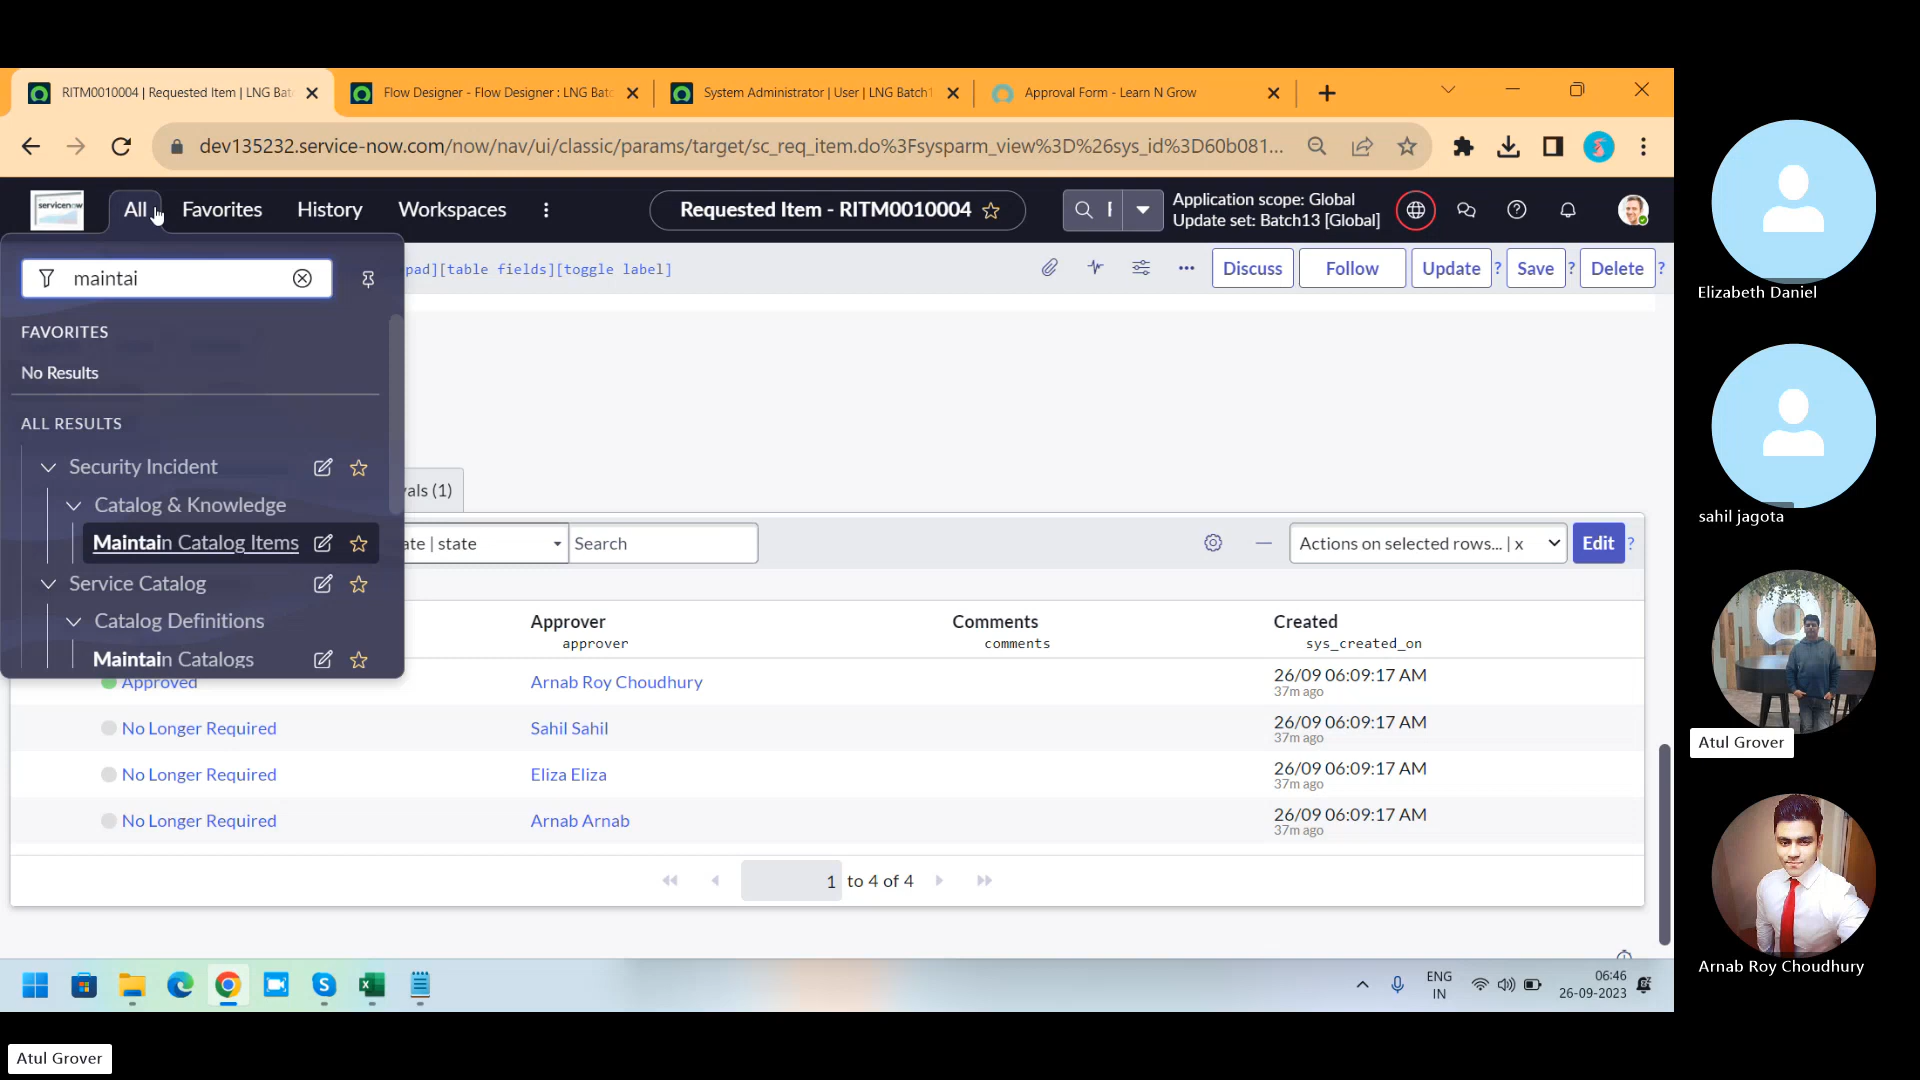 RITM0010004 | Requested Item | LNG Bat
Flow Designer - Flow Designer : LNG Batc
System Administrator | User | LNG Batch1
Approval Form - Learn N Grow
dev135232.service-now.com/now/nav/ui/classic/params/target/sc_req_item.do%3Fsysparm_view%3D%26sys_id%3D60b081...
servicenow
All
Favorites
History
Workspaces
Requested Item - RITM0010004
Application scope: Global
Update set: Batch13 [Global]
maintai
pad][table fields][toggle label]
Discuss
Follow
Update
?
Save
?
Delete
?
FAVORITES
No Results
ALL RESULTS
Security Incident
Catalog & Knowledge
Maintain Catalog Items
Service Catalog
Catalog Definitions
Maintain Catalogs
vals (1)
ate | state
Search
Actions on selected rows... | x
Edit
?
Approver
approver
Comments
comments
Created
sys_created_on
Approved
Arnab Roy Choudhury
26/09 06:09:17 AM
37m ago
No Longer Required
Sahil Sahil
26/09 06:09:17 AM
37m ago
No Longer Required
Eliza Eliza
26/09 06:09:17 AM
37m ago
No Longer Required
Arnab Arnab
26/09 06:09:17 AM
37m ago
1 to 4 of 4
ENG
IN
06:46
26-09-2023
Elizabeth Daniel
sahil jagota
Atul Grover
Arnab Roy Choudhury
Atul Grover